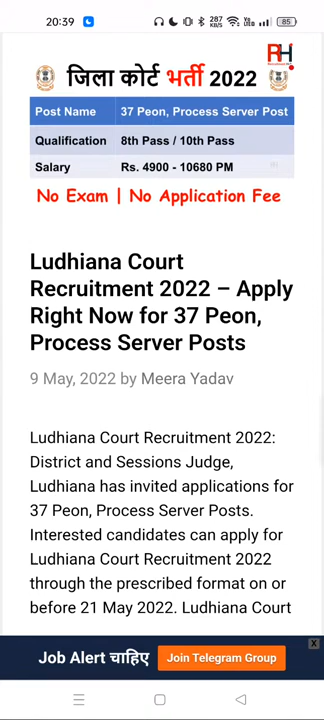 20:39
287
KB/S
85
RH
जिला कोर्ट भर्ती 2022
Post Name 37 Peon, Process Server Post
Qualification 8th Pass / 10th Pass
Salary Rs. 4900 - 10680 PM
No Exam | No Application Fee
Ludhiana Court
Recruitment 2022 – Apply
Right Now for 37 Peon,
Process Server Posts
9 May, 2022 by Meera Yadav
Ludhiana Court Recruitment 2022:
District and Sessions Judge,
Ludhiana has invited applications for
37 Peon, Process Server Posts.
Interested candidates can apply for
Ludhiana Court Recruitment 2022
through the prescribed format on or
before 21 May 2022. Ludhiana Court
X
Job Alert चाहिए Join Telegram Group